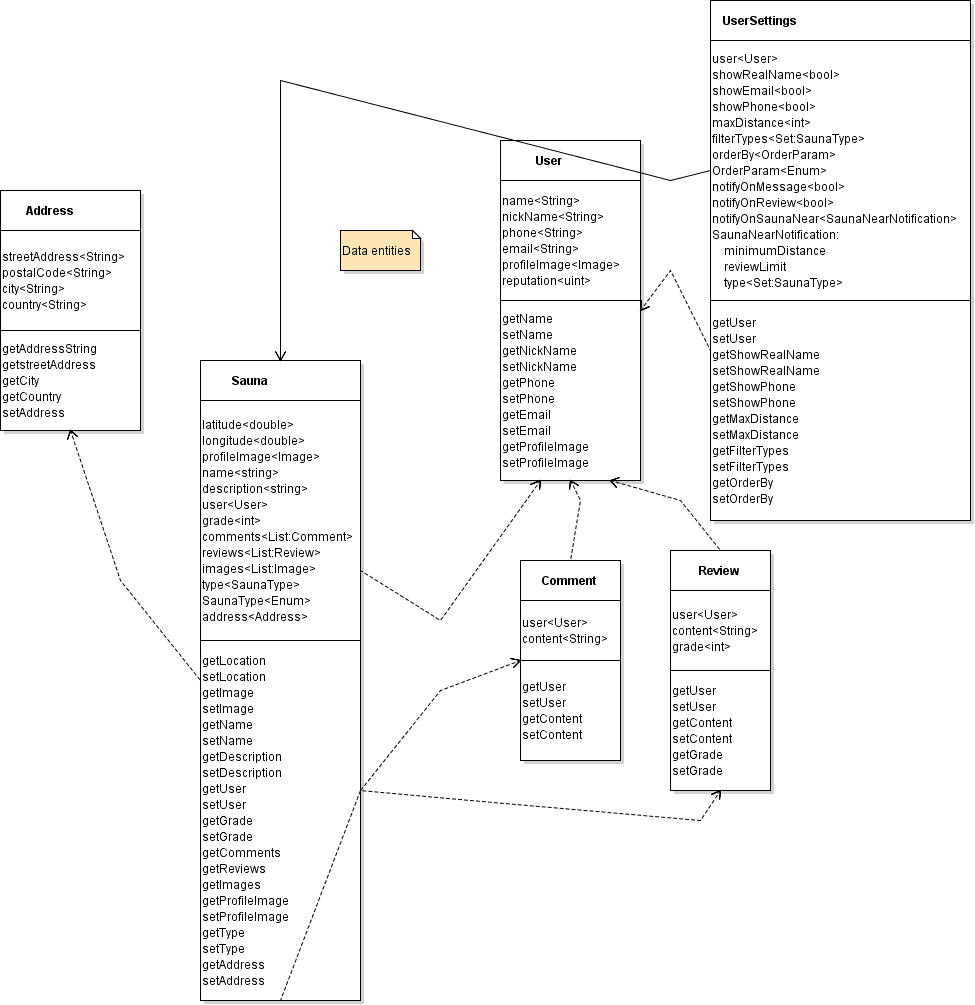 UserSettings
user<User>
showRealName<bool>
showEmail<bool>
showPhone<bool>
maxDistance<int>
filterTypes<Set:SaunaType>
orderBy<OrderParam>
OrderParam<Enum>
notifyOnMessage<bool>
notifyOnReview<bool>
notifyOnSaunaNear<SaunaNearNotification>
SaunaNearNotification:
minimumDistance
reviewLimit
type<Set:SaunaType>
getUser
setUser
getShowRealName
setShowRealName
getShowPhone
setShowPhone
getMaxDistance
setMaxDistance
getFilterTypes
setFilterTypes
getOrderBy
setOrderBy
User
name<String>
nickName<String>
phone<String>
email<String>
profileImage<Image>
reputation<uint>
getName
setName
getNickName
setNickName
getPhone
setPhone
getEmail
setEmail
getProfileImage
setProfileImage
Address
streetAddress<String>
postalCode<String>
city<String>
country<String>
getAddressString
getstreetAddress
getCity
getCountry
setAddress
Data entities
Sauna
latitude<double>
longitude<double>
profileImage<Image>
name<string>
description<string>
user<User>
grade<int>
comments<List:Comment>
reviews<List:Review>
images<List:Image>
type<SaunaType>
SaunaType<Enum>
address<Address>
getLocation
setLocation
getImage
setImage
getName
setName
getDescription
setDescription
getUser
setUser
getGrade
setGrade
getComments
getReviews
getImages
getProfileImage
setProfileImage
getType
setType
getAddress
setAddress
Comment
user<User>
content<String>
getUser
setUser
getContent
setContent
Review
user<User>
content<String>
grade<int>
getUser
setUser
getContent
setContent
getGrade
setGrade